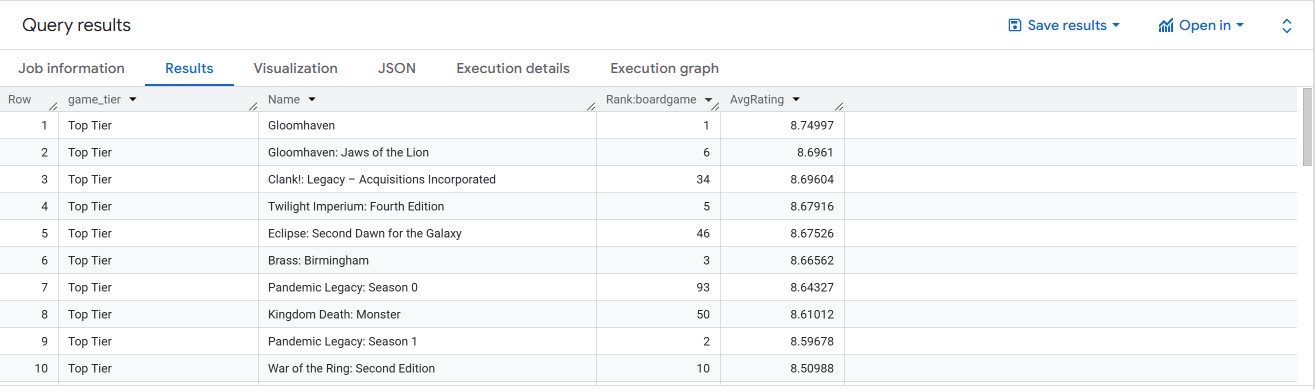 Query results Save results Open in
Job information Results Visualization JSON Execution details Execution graph
Row game_tier Name Rank:boardgame AvgRating
1 Top Tier Gloomhaven 1 8.74997
2 Top Tier Gloomhaven: Jaws of the Lion 6 8.6961
3 Top Tier Clank!: Legacy – Acquisitions Incorporated 34 8.69604
4 Top Tier Twilight Imperium: Fourth Edition 5 8.67916
5 Top Tier Eclipse: Second Dawn for the Galaxy 46 8.67526
6 Top Tier Brass: Birmingham 3 8.66562
7 Top Tier Pandemic Legacy: Season 0 93 8.64327
8 Top Tier Kingdom Death: Monster 50 8.61012
9 Top Tier Pandemic Legacy: Season 1 2 8.59678
10 Top Tier War of the Ring: Second Edition 10 8.50988